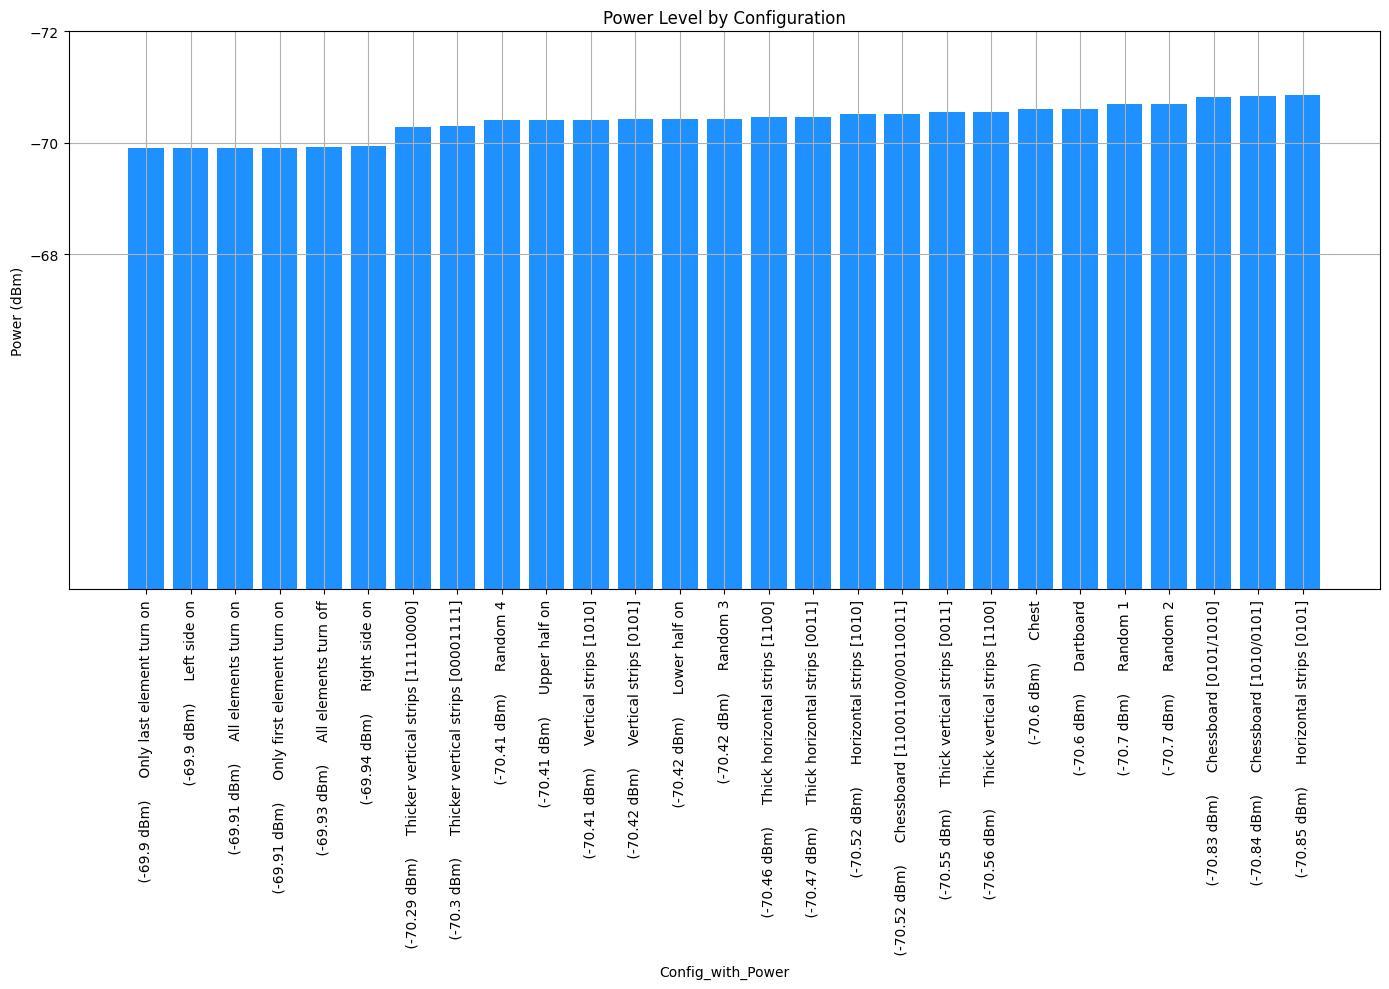 Power Level by Configuration
−72
−70
−68
Power (dBm)
(-69.9 dBm) Only last element turn on
(-69.9 dBm) Left side on
(-69.91 dBm) All elements turn on
(-69.91 dBm) Only first element turn on
(-69.93 dBm) All elements turn off
(-69.94 dBm) Right side on
(-70.29 dBm) Thicker vertical strips [11110000]
(-70.3 dBm) Thicker vertical strips [00001111]
(-70.41 dBm) Random 4
(-70.41 dBm) Upper half on
(-70.41 dBm) Vertical strips [1010]
(-70.42 dBm) Vertical strips [0101]
(-70.42 dBm) Lower half on
(-70.42 dBm) Random 3
(-70.46 dBm) Thick horizontal strips [1100]
(-70.47 dBm) Thick horizontal strips [0011]
(-70.52 dBm) Horizontal strips [1010]
(-70.52 dBm) Chessboard [11001100/00110011]
(-70.55 dBm) Thick vertical strips [0011]
(-70.56 dBm) Thick vertical strips [1100]
(-70.6 dBm) Chest
(-70.6 dBm) Dartboard
(-70.7 dBm) Random 1
(-70.7 dBm) Random 2
(-70.83 dBm) Chessboard [0101/1010]
(-70.84 dBm) Chessboard [1010/0101]
(-70.85 dBm) Horizontal strips [0101]
Config_with_Power